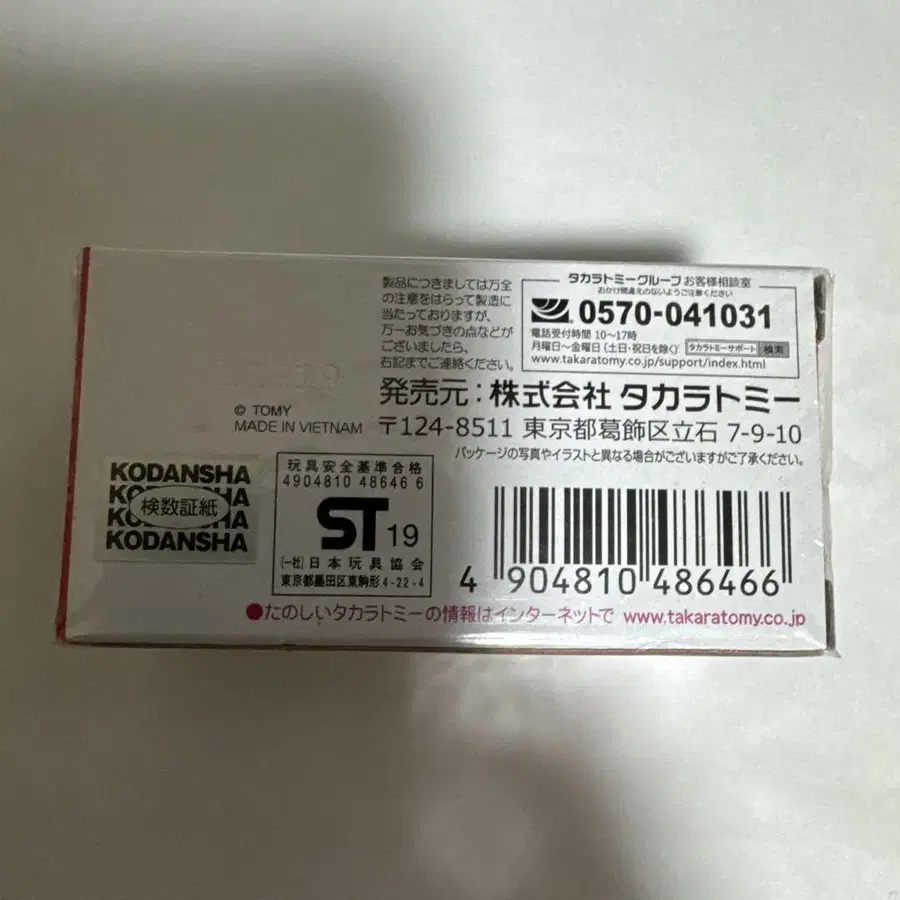 製品につきましては万全
の注意をはらって製造に
当たっておりますが、
万一お気づきの点などが
ございましたら、
右記までご連絡ください。
タカラトミーグループ お客様相談室
おかけ間違えのないようご注意ください
0570-041031
電話受付時間 10〜17時
月曜日〜金曜日 (土日・祝日を除く)
タカラトミーサポート 検索
www.takaratomy.co.jp/support/index.html
発売元:株式会社 タカラトミー
〒124-8511 東京都葛飾区立石 7-9-10
パッケージの写真やイラストと異なる場合がございますがご了承ください。
© TOMY
MADE IN VIETNAM
KODANSHA
検数証紙
KODANSHA
玩具安全基準合格
4904810 48646 6
ST 19
(一社) 日本玩具協会
東京都墨田区東駒形 4-22-4
4 904810 486466
●たのしいタカラトミーの情報はインターネットで www.takaratomy.co.jp